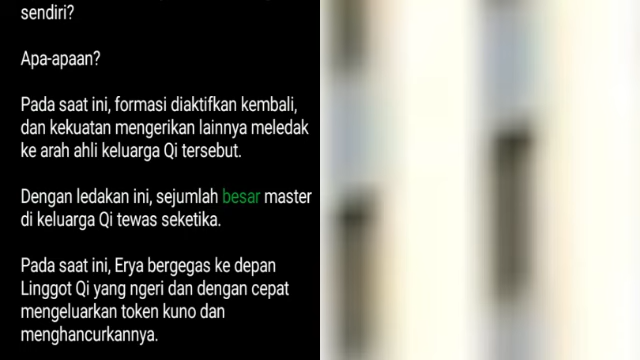 sendiri?
Apa-apaan?
Pada saat ini, formasi diaktifkan kembali,
dan kekuatan mengerikan lainnya meledak
ke arah ahli keluarga Qi tersebut.
Dengan ledakan ini, sejumlah besar master
di keluarga Qi tewas seketika.
Pada saat ini, Erya bergegas ke depan
Linggot Qi yang ngeri dan dengan cepat
mengeluarkan token kuno dan
menghancurkannya.